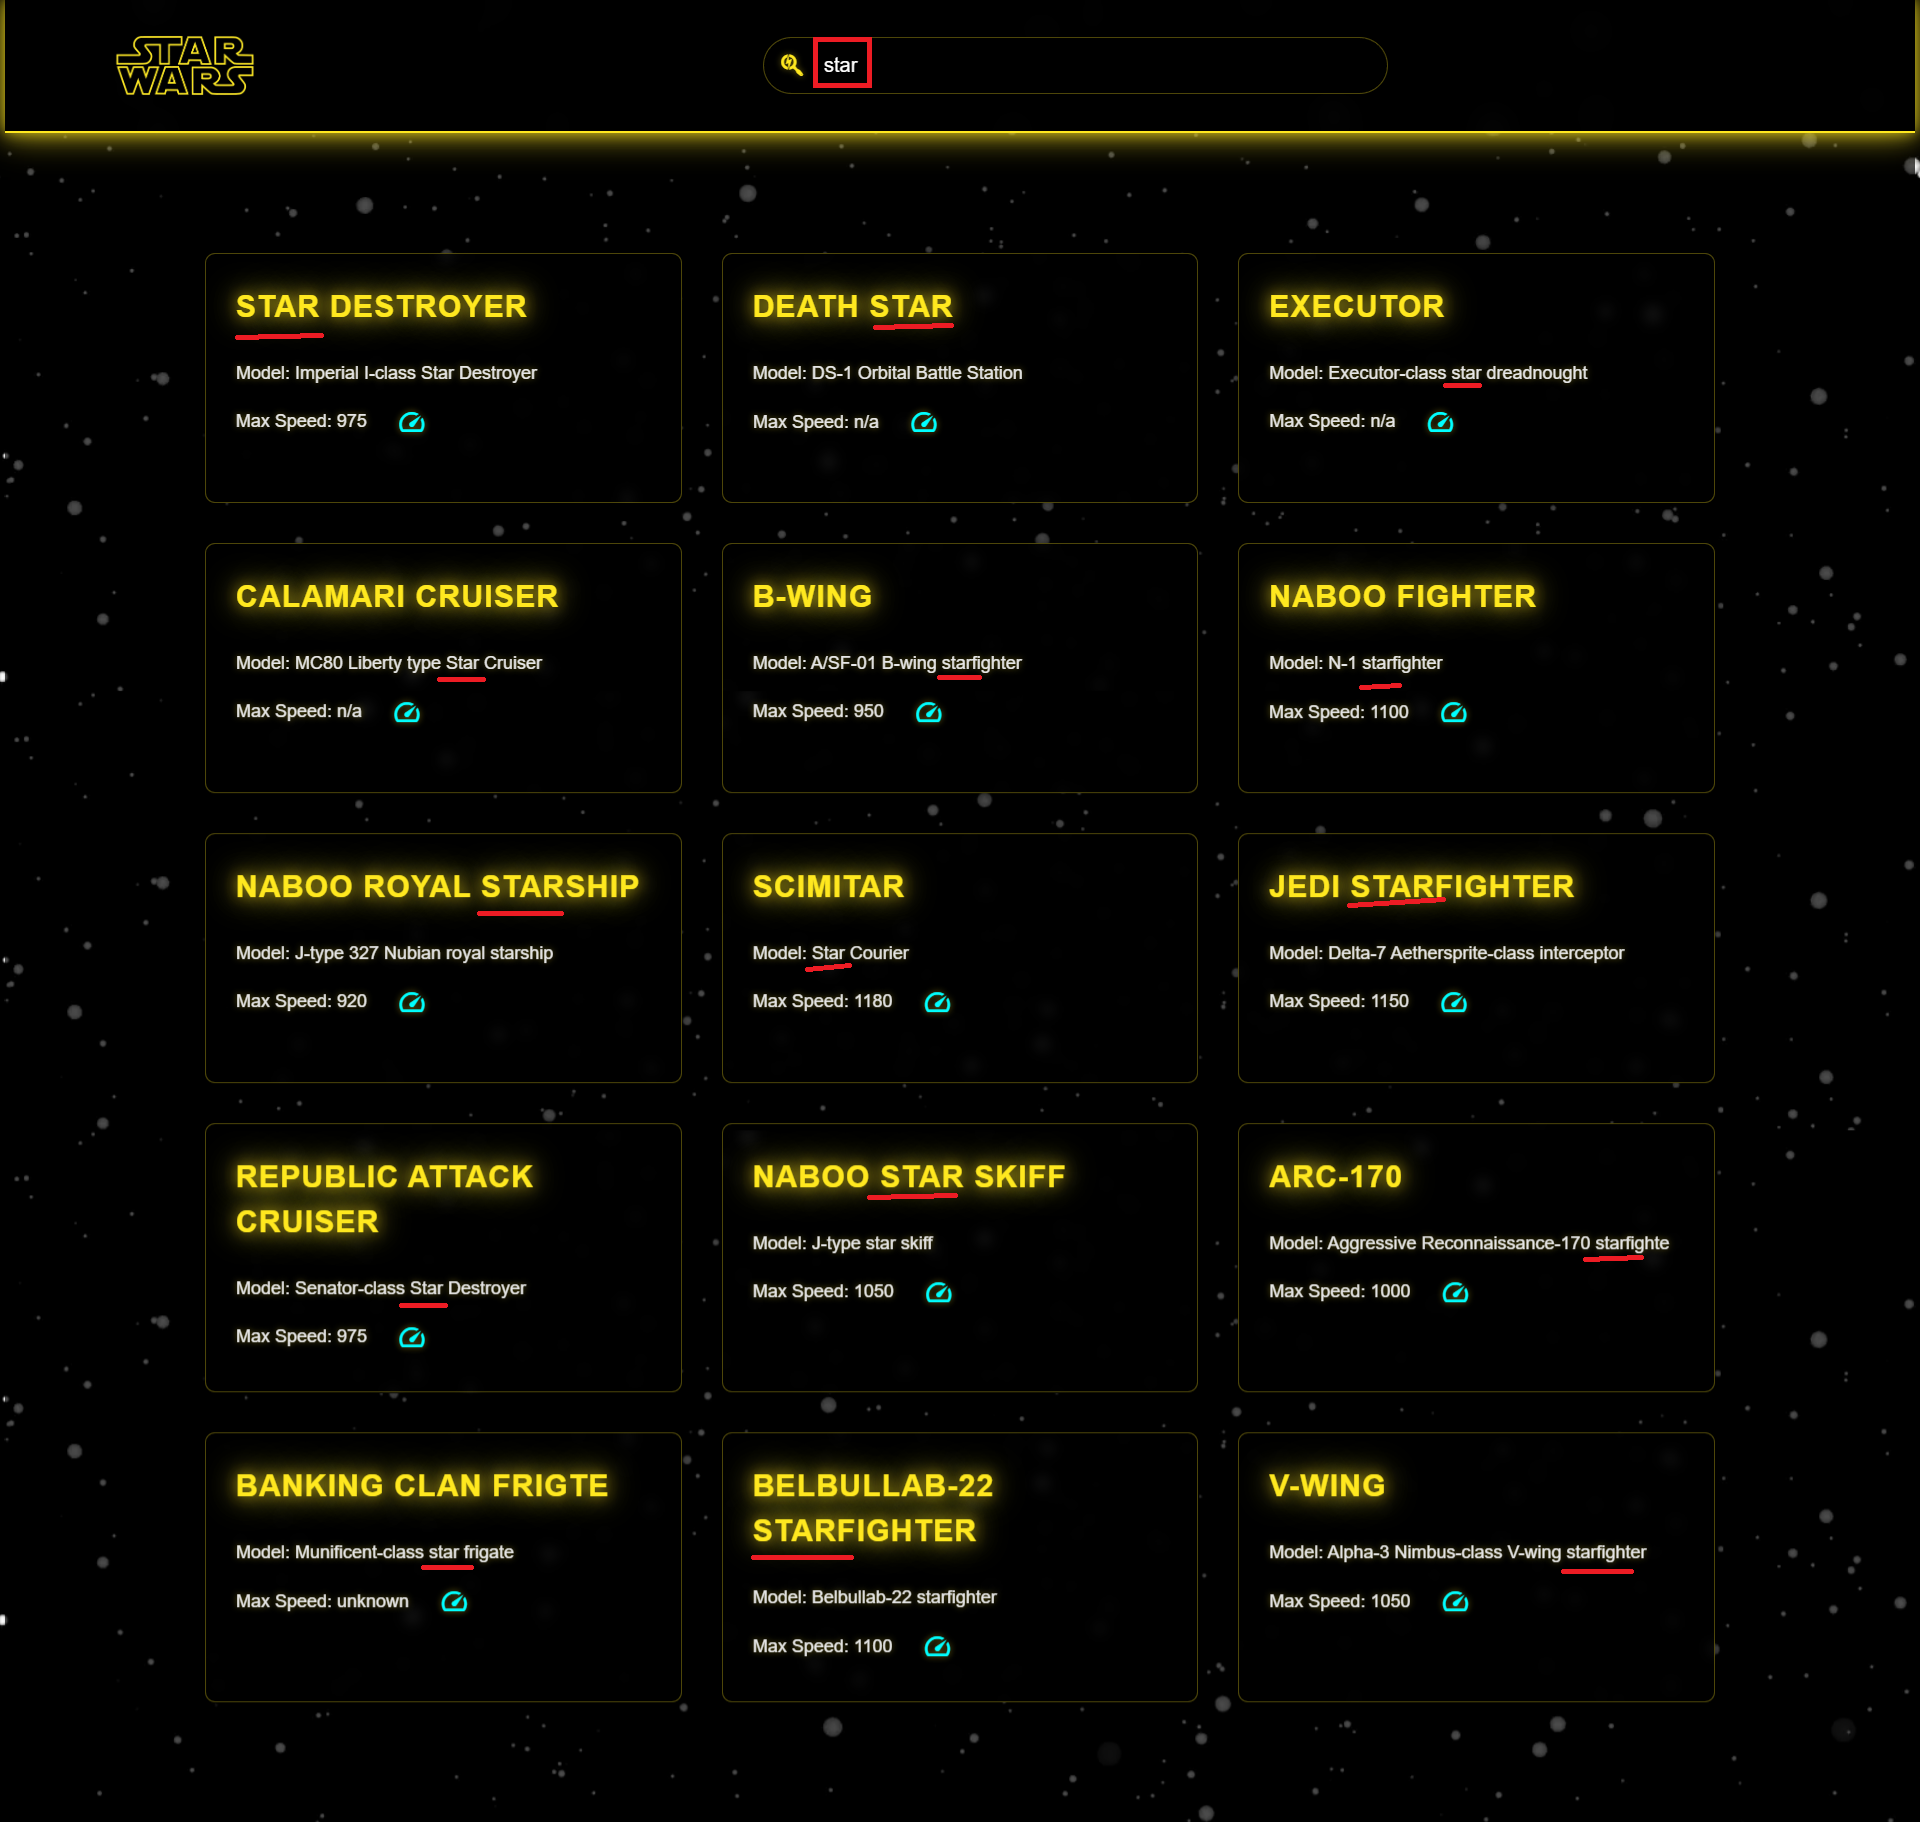 STAR
WARS
star
STAR DESTROYER
Model: Imperial I-class Star Destroyer
Max Speed: 975
DEATH STAR
Model: DS-1 Orbital Battle Station
Max Speed: n/a
EXECUTOR
Model: Executor-class star dreadnought
Max Speed: n/a
CALAMARI CRUISER
Model: MC80 Liberty type Star Cruiser
Max Speed: n/a
B-WING
Model: A/SF-01 B-wing starfighter
Max Speed: 950
NABOO FIGHTER
Model: N-1 starfighter
Max Speed: 1100
NABOO ROYAL STARSHIP
Model: J-type 327 Nubian royal starship
Max Speed: 920
SCIMITAR
Model: Star Courier
Max Speed: 1180
JEDI STARFIGHTER
Model: Delta-7 Aethersprite-class interceptor
Max Speed: 1150
REPUBLIC ATTACK
CRUISER
Model: Senator-class Star Destroyer
Max Speed: 975
NABOO STAR SKIFF
Model: J-type star skiff
Max Speed: 1050
ARC-170
Model: Aggressive Reconnaissance-170 starfighte
Max Speed: 1000
BANKING CLAN FRIGTE
Model: Munificent-class star frigate
Max Speed: unknown
BELBULLAB-22
STARFIGHTER
Model: Belbullab-22 starfighter
Max Speed: 1100
V-WING
Model: Alpha-3 Nimbus-class V-wing starfighter
Max Speed: 1050